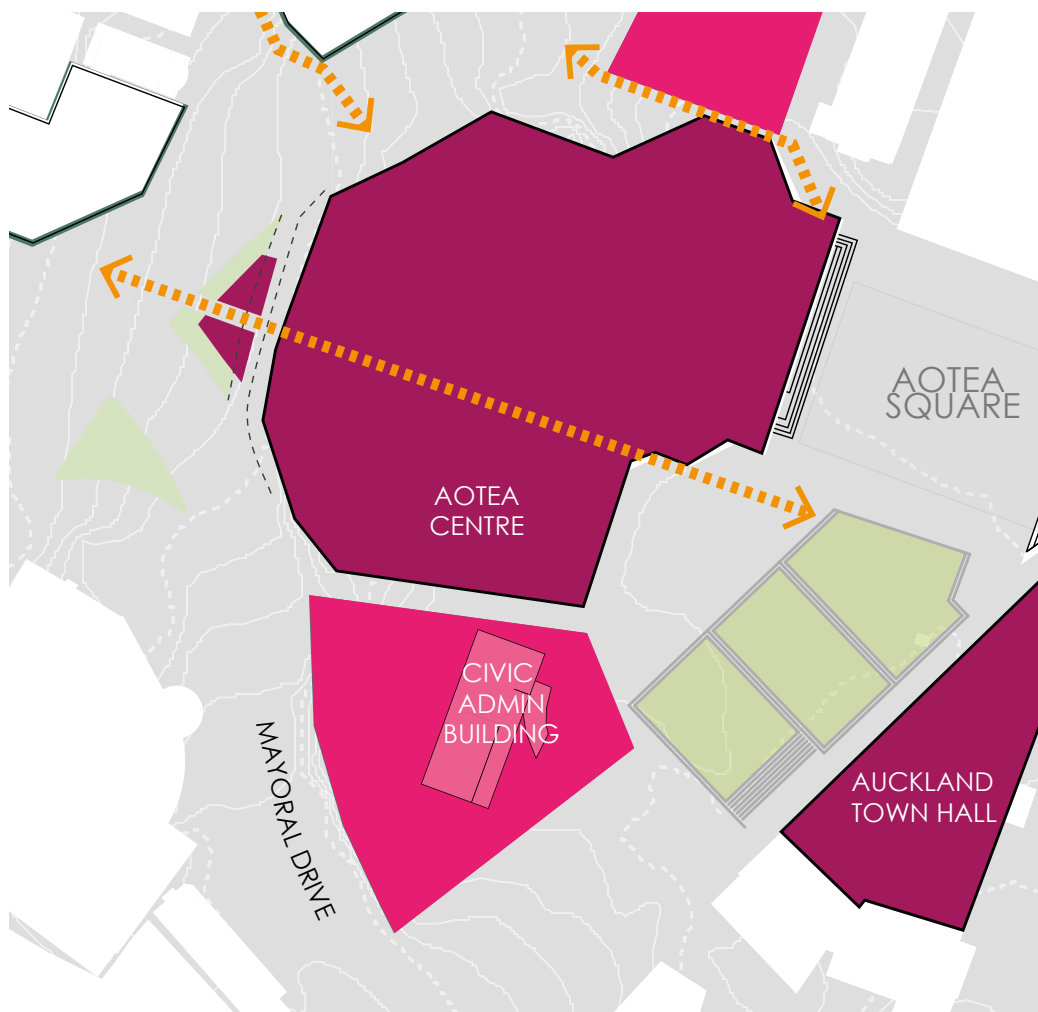 AOTEA
SQUARE
AOTEA
CENTRE
CIVIC
ADMIN
BUILDING
MAYORAL DRIVE
AUCKLAND
TOWN HALL